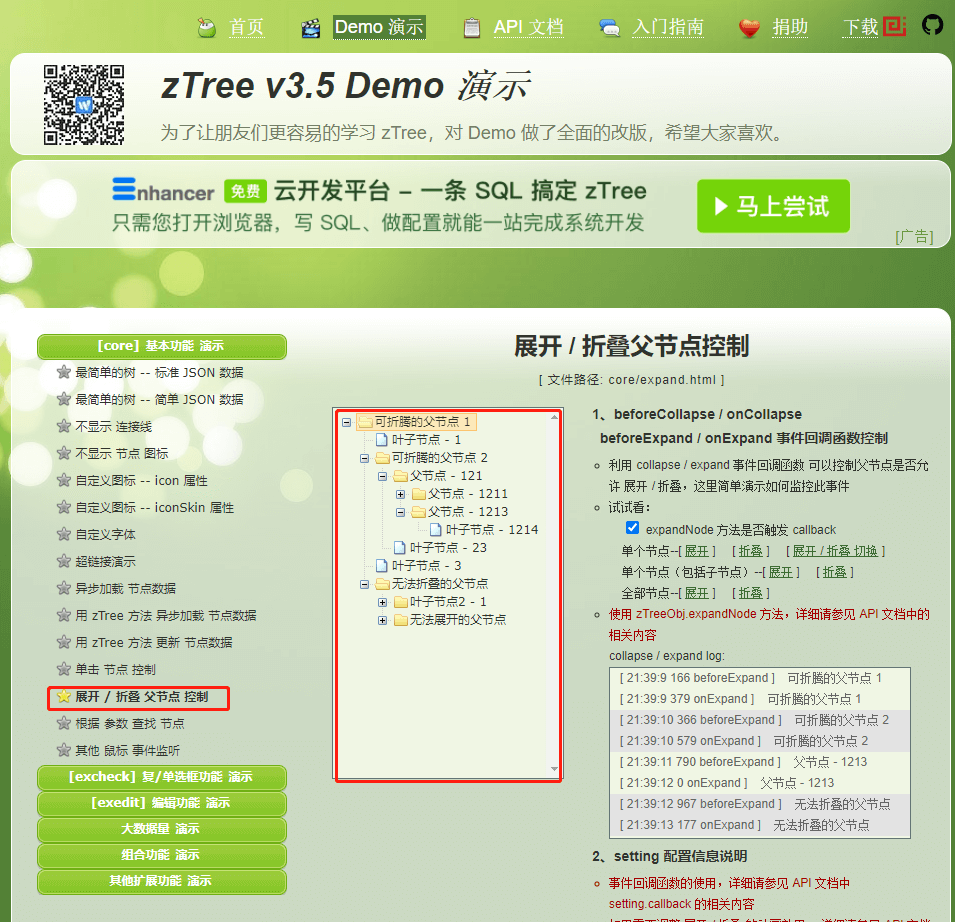 首页
Demo 演示
API 文档
入门指南
捐助
下载
zTree v3.5 Demo 演示
为了让朋友们更容易的学习 zTree，对 Demo 做了全面的改版，希望大家喜欢。
Enhancer 免费 云开发平台 – 一条 SQL 搞定 zTree
只需您打开浏览器，写 SQL、做配置就能一站完成系统开发
马上尝试
[广告]
[core] 基本功能 演示
最简单的树 -- 标准 JSON 数据
最简单的树 -- 简单 JSON 数据
不显示 连接线
不显示 节点 图标
自定义图标 -- icon 属性
自定义图标 -- iconSkin 属性
自定义字体
超链接演示
异步加载 节点数据
用 zTree 方法 异步加载 节点数据
用 zTree 方法 更新 节点数据
单击 节点 控制
展开 / 折叠 父节点 控制
根据 参数 查找 节点
其他 鼠标 事件监听
[excheck] 复/单选框功能 演示
[exedit] 编辑功能 演示
大数据量 演示
组合功能 演示
其他扩展功能 演示
展开 / 折叠父节点控制
[ 文件路径: core/expand.html ]
可折腾的父节点 1
叶子节点 - 1
可折腾的父节点 2
父节点 - 121
父节点 - 1211
父节点 - 1213
叶子节点 - 1214
叶子节点 - 23
叶子节点 - 3
无法折叠的父节点
叶子节点2 - 1
无法展开的父节点
1、beforeCollapse / onCollapse
beforeExpand / onExpand 事件回调函数控制
利用 collapse / expand 事件回调函数 可以控制父节点是否允
许 展开 / 折叠，这里简单演示如何监控此事件
试试看：
expandNode 方法是否触发 callback
单个节点--[ 展开 ] [ 折叠 ] [ 展开 / 折叠 切换 ]
单个节点（包括子节点）--[ 展开 ] [ 折叠 ]
全部节点--[ 展开 ] [ 折叠 ]
使用 zTreeObj.expandNode 方法，详细请参见 API 文档中的
相关内容
collapse / expand log:
[ 21:39:9 166 beforeExpand ] 可折腾的父节点 1
[ 21:39:9 379 onExpand ] 可折腾的父节点 1
[ 21:39:10 366 beforeExpand ] 可折腾的父节点 2
[ 21:39:10 579 onExpand ] 可折腾的父节点 2
[ 21:39:11 790 beforeExpand ] 父节点 - 1213
[ 21:39:12 0 onExpand ] 父节点 - 1213
[ 21:39:12 967 beforeExpand ] 无法折叠的父节点
[ 21:39:13 177 onExpand ] 无法折叠的父节点
2、setting 配置信息说明
事件回调函数的使用，详细请参见 API 文档中
setting.callback 的相关内容